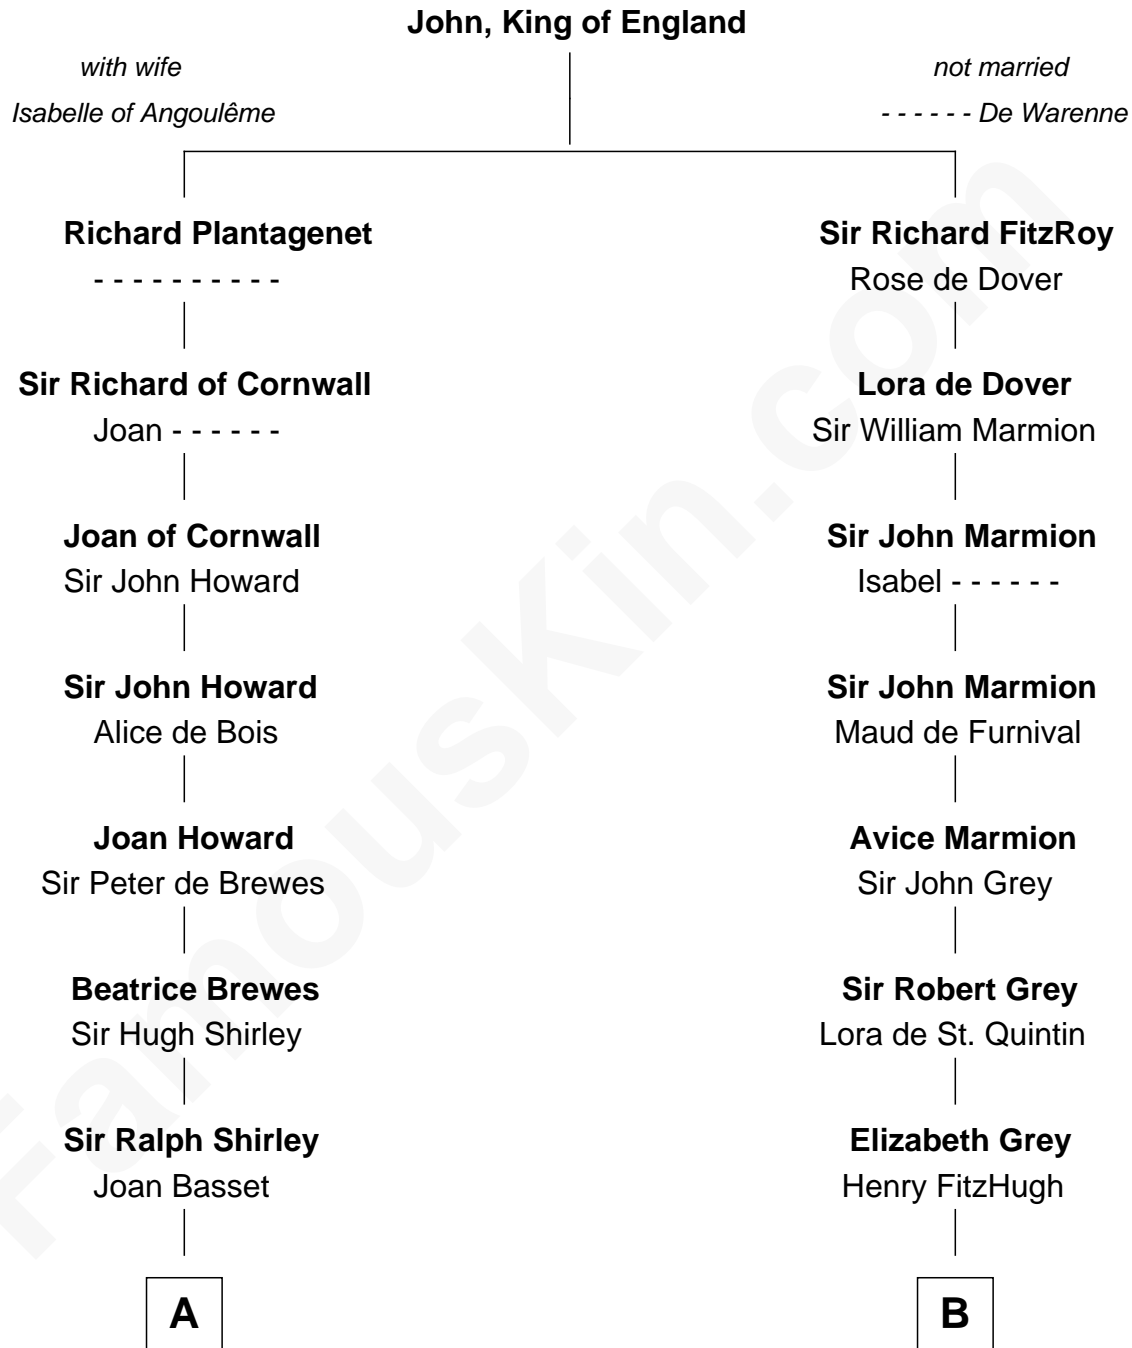 John, King of England
with wife
Isabelle of Angoulême
not married
- - - - - - De Warenne
Richard Plantagenet
- - - - - - - - - -
Sir Richard FitzRoy
Rose de Dover
Sir Richard of Cornwall
Joan - - - - - -
Lora de Dover
Sir William Marmion
Joan of Cornwall
Sir John Howard
Sir John Marmion
Isabel - - - - - -
Sir John Howard
Alice de Bois
Sir John Marmion
Maud de Furnival
Joan Howard
Sir Peter de Brewes
Avice Marmion
Sir John Grey
Beatrice Brewes
Sir Hugh Shirley
Sir Robert Grey
Lora de St. Quintin
Sir Ralph Shirley
Joan Basset
Elizabeth Grey
Henry FitzHugh
A
B
FamousKin.com